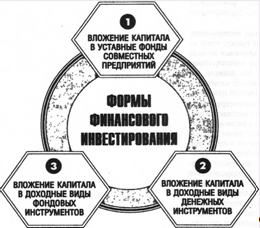 1
ВЛОЖЕНИЕ КАПИТАЛА
В УСТАВНЫЕ ФОНДЫ
СОВМЕСТНЫХ
ПРЕДПРИЯТИЙ
ФОРМЫ
ФИНАНСОВОГО
ИНВЕСТИРОВАНИЯ
3
ВЛОЖЕНИЕ КАПИТАЛА
В ДОХОДНЫЕ ВИДЫ
ФОНДОВЫХ
ИНСТРУМЕНТОВ
2
ВЛОЖЕНИЕ КАПИТАЛА
В ДОХОДНЫЕ ВИДЫ
ДЕНЕЖНЫХ
ИНСТРУМЕНТОВ